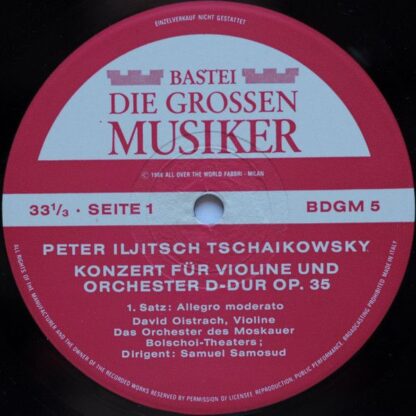 EINZELVERKAUF NICHT GESTATTET
BASTEI
DIE GROSSEN
MUSIKER
© 1966 ALL OVER THE WORLD FABBRI - MILAN
33 1/3 • SEITE 1
BDGM 5
PETER ILJITSCH TSCHAIKOWSKY
KONZERT FÜR VIOLINE UND
ORCHESTER D-DUR OP. 35
1. Satz: Allegro moderato
David Oistrach, Violine
Das Orchester des Moskauer
Bolschoi-Theaters;
Dirigent: Samuel Samosud
ALL RIGHTS OF THE MANUFACTURER AND THE OWNER OF THE RECORDED WORKS RESERVED BY PERMISSION OF LICENSEE REPRODUCTION PUBLIC PERFORMANCE BROADCASTING PROHIBITED MADE IN ITALY